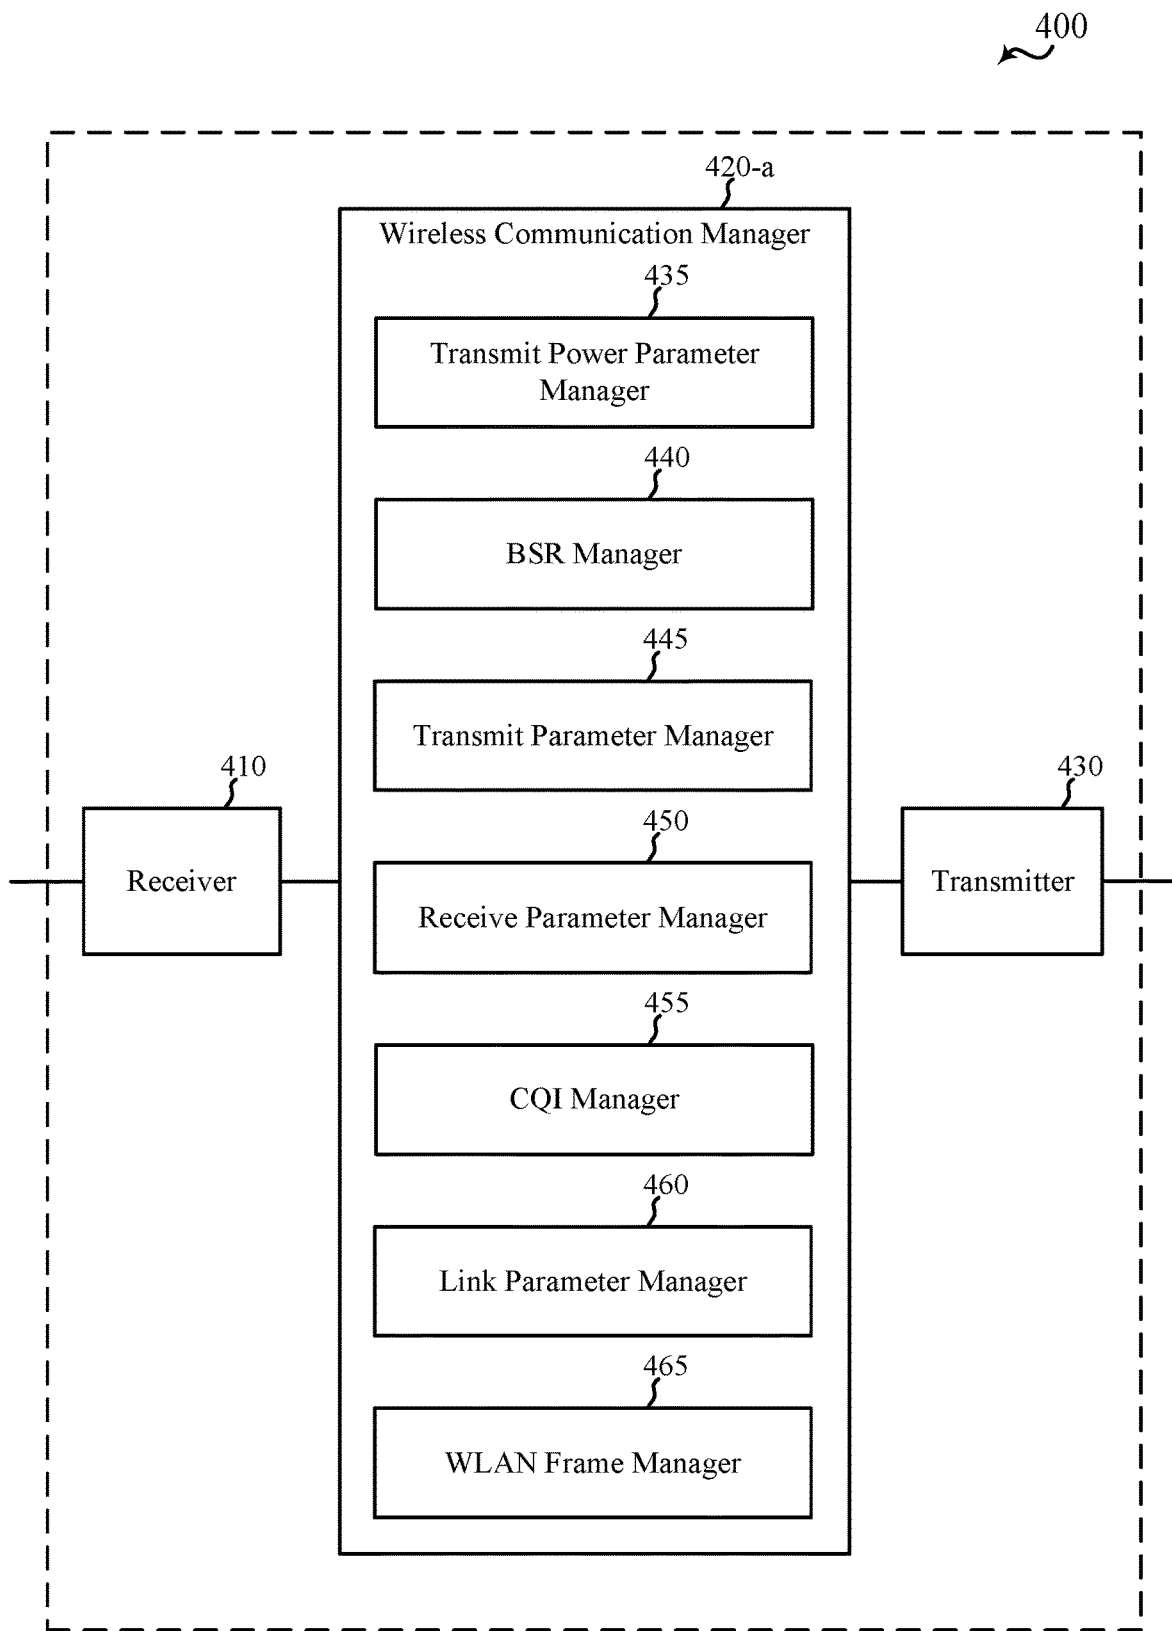 400
420-a
Wireless Communication Manager
435
Transmit Power Parameter
Manager
440
BSR Manager
445
Transmit Parameter Manager
410
Receiver
430
Transmitter
450
Receive Parameter Manager
455
CQI Manager
460
Link Parameter Manager
465
WLAN Frame Manager